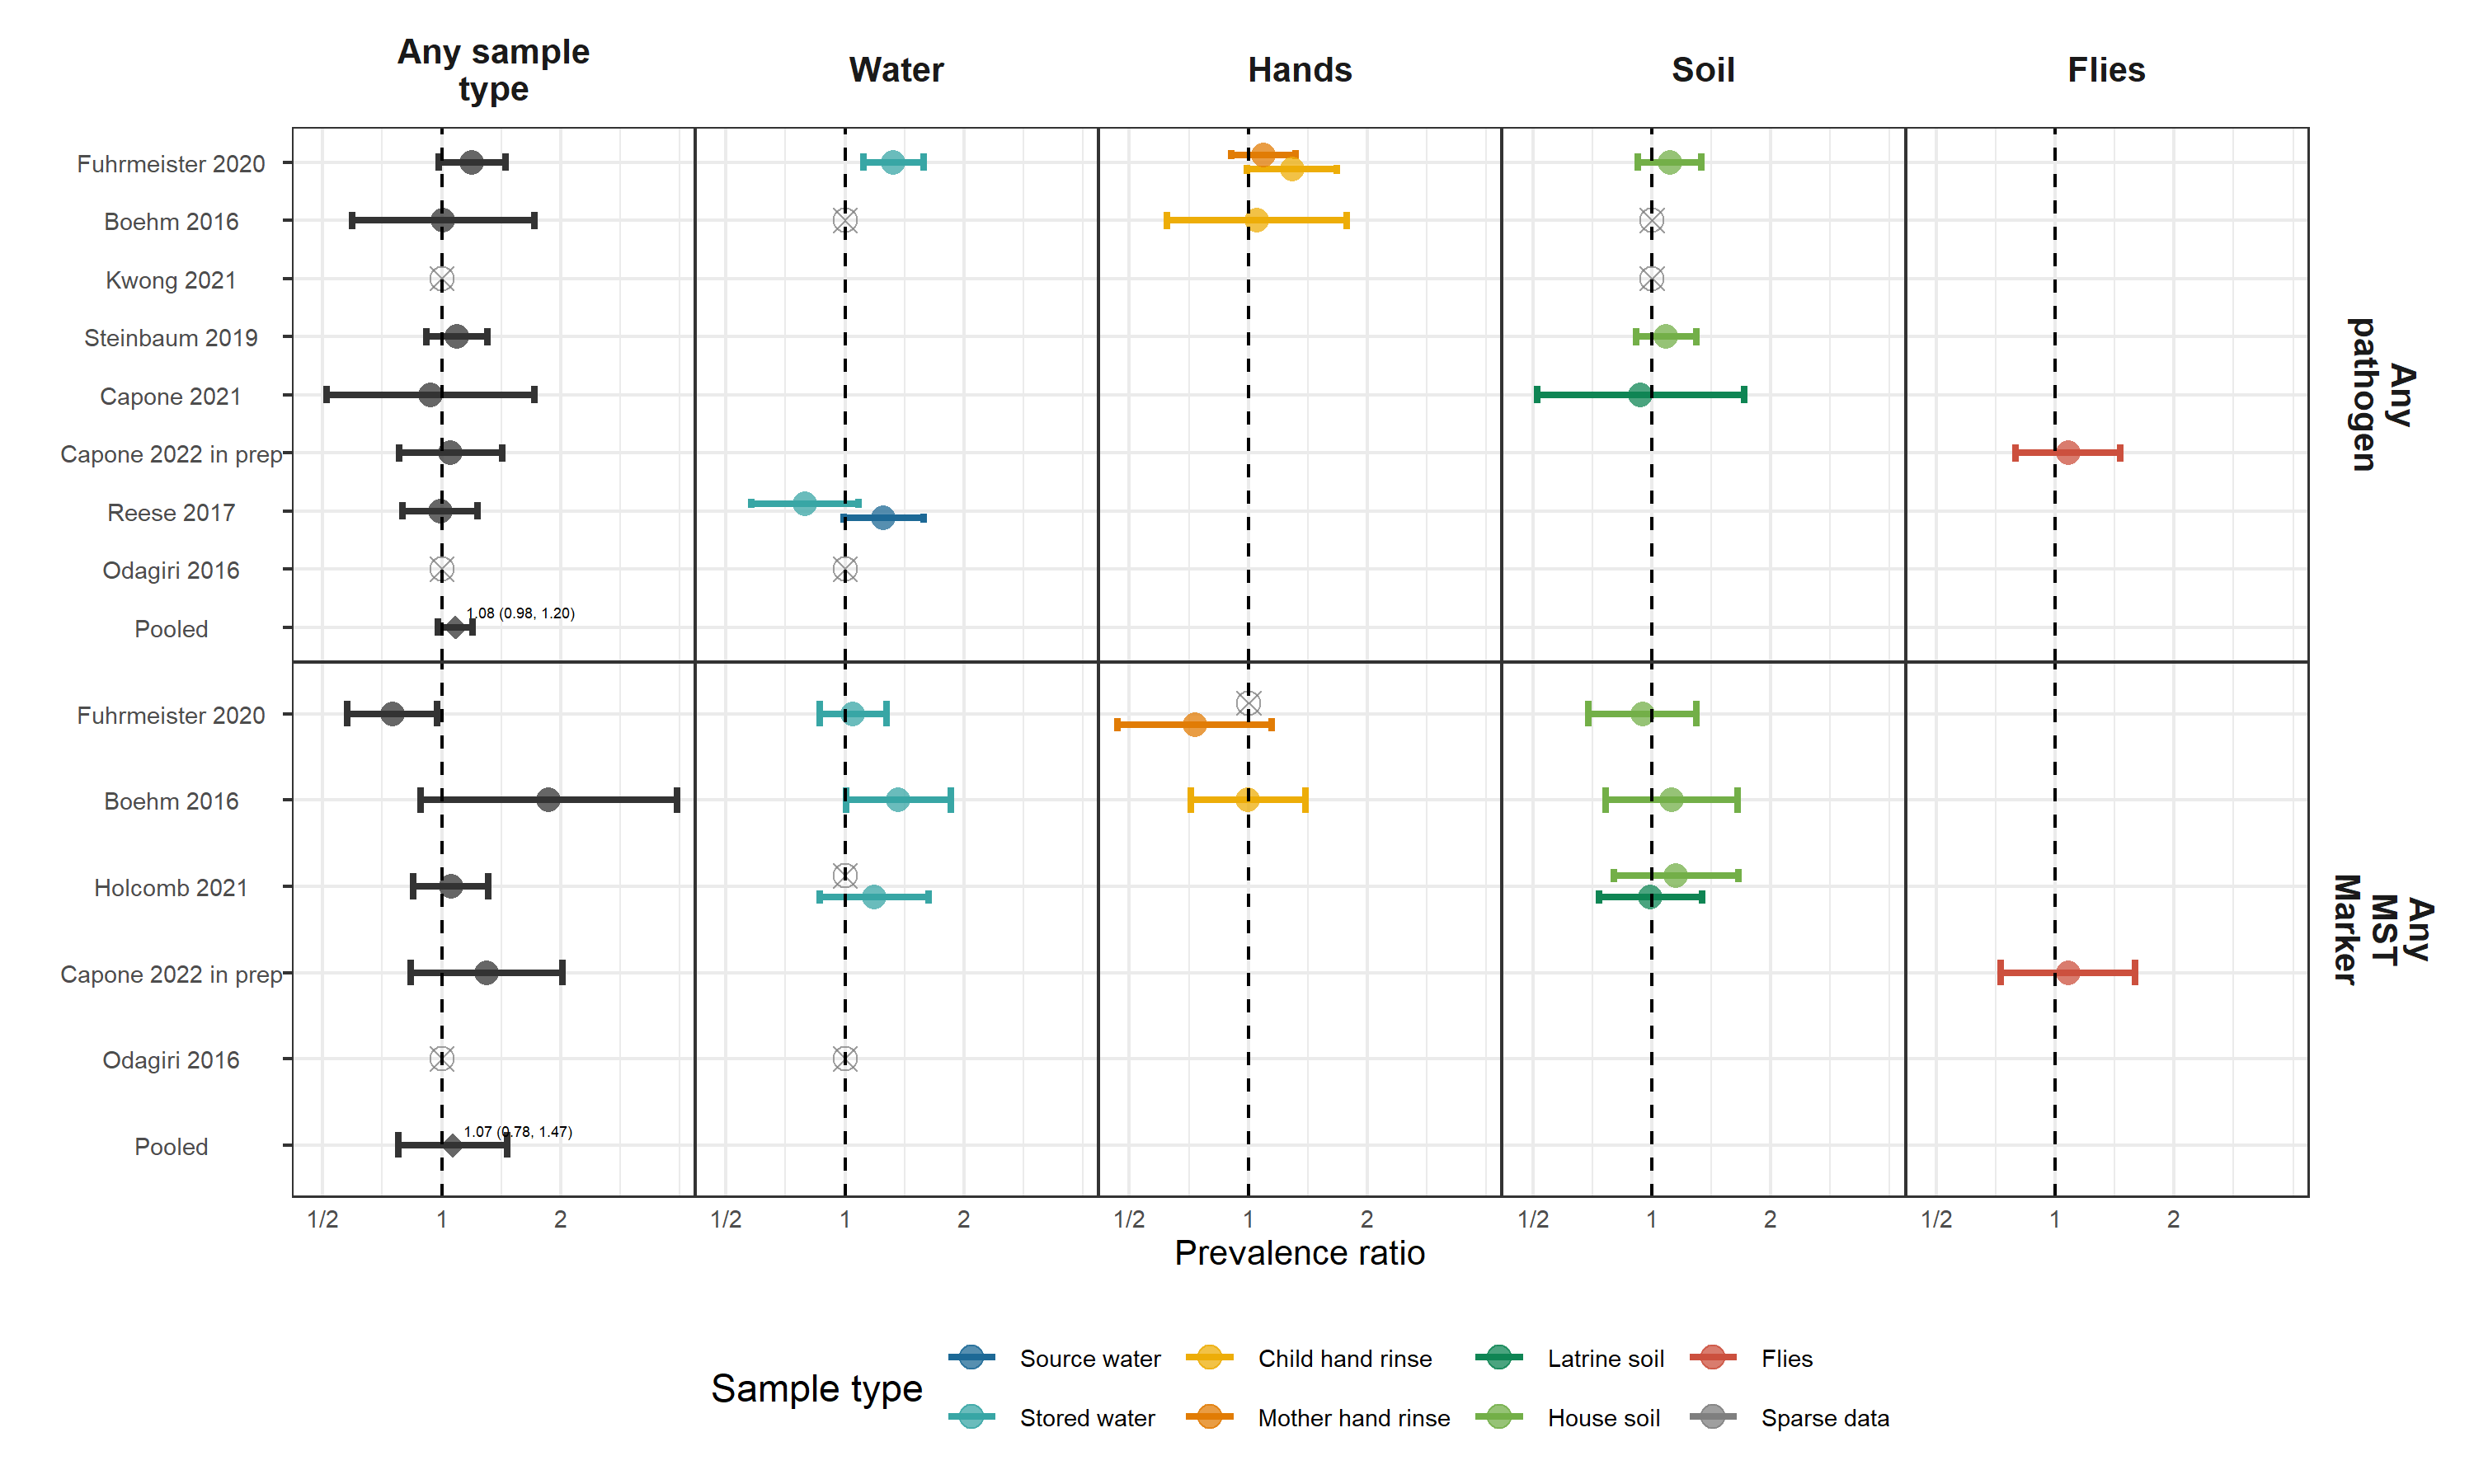 Any sample
type
Water
Hands
Soil
Flies
Fuhrmeister 2020
Boehm 2016
Kwong 2021
Steinbaum 2019
Capone 2021
Capone 2022 in prep
Reese 2017
Odagiri 2016
Pooled
1.08 (0.98, 1.20)
Any
pathogen
Fuhrmeister 2020
Boehm 2016
Holcomb 2021
Capone 2022 in prep
Odagiri 2016
Pooled
1.07 (0.78, 1.47)
Any
MST
Marker
1/2 1 2 1/2 1 2 1/2 1 2 1/2 1 2 1/2 1 2
Prevalence ratio
Sample type
Source water
Child hand rinse
Latrine soil
Flies
Stored water
Mother hand rinse
House soil
Sparse data